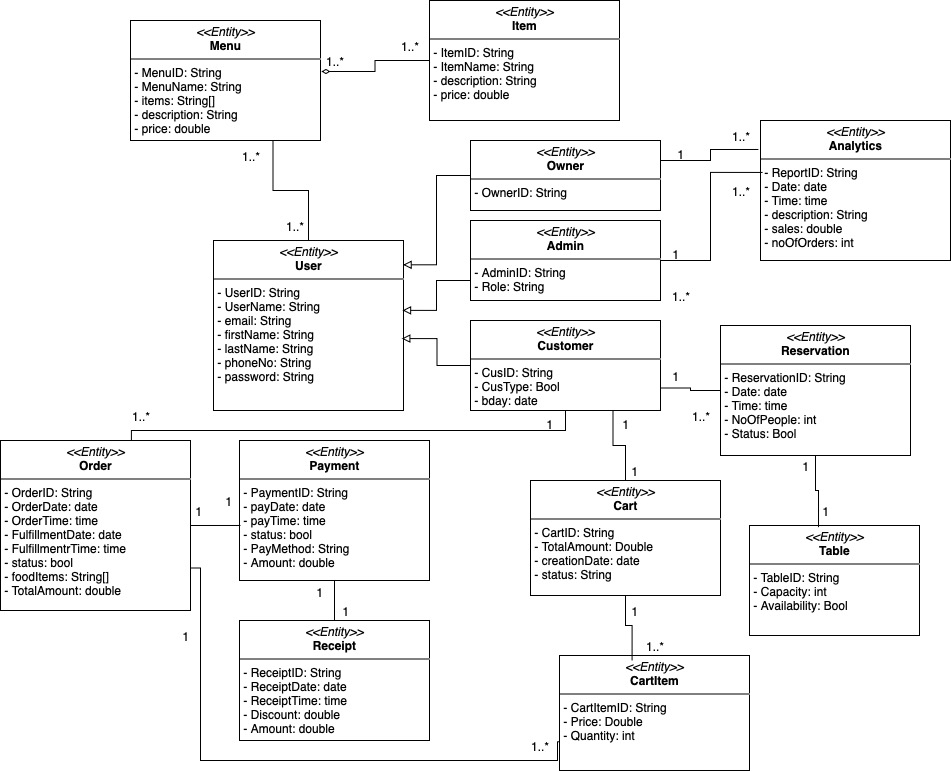 <<Entity>>
Menu
- MenuID: String
- MenuName: String
- items: String[]
- description: String
- price: double
1..*
1..*
<<Entity>>
Item
- ItemID: String
- ItemName: String
- description: String
- price: double
1..*
1..*
<<Entity>>
Owner
- OwnerID: String
1
1..*
<<Entity>>
Analytics
- ReportID: String
- Date: date
- Time: time
- description: String
- sales: double
- noOfOrders: int
1..*
<<Entity>>
User
- UserID: String
- UserName: String
- email: String
- firstName: String
- lastName: String
- phoneNo: String
- password: String
<<Entity>>
Admin
- AdminID: String
- Role: String
1
1..*
<<Entity>>
Customer
- CusID: String
- CusType: Bool
- bday: date
1
1..*
<<Entity>>
Reservation
- ReservationID: String
- Date: date
- Time: time
- NoOfPeople: int
- Status: Bool
1..*
1
1
<<Entity>>
Order
- OrderID: String
- OrderDate: date
- OrderTime: time
- FulfillmentDate: date
- FulfillmentrTime: time
- status: bool
- foodItems: String[]
- TotalAmount: double
1
1
<<Entity>>
Payment
- PaymentID: String
- payDate: date
- payTime: time
- status: bool
- PayMethod: String
- Amount: double
1
1
1
<<Entity>>
Cart
- CartID: String
- TotalAmount: Double
- creationDate: date
- status: String
1
1
<<Entity>>
Table
- TableID: String
- Capacity: int
- Availability: Bool
<<Entity>>
Receipt
- ReceiptID: String
- ReceiptDate: date
- ReceiptTime: time
- Discount: double
- Amount: double
1
1
1..*
<<Entity>>
CartItem
- CartItemID: String
- Price: Double
- Quantity: int
1..*